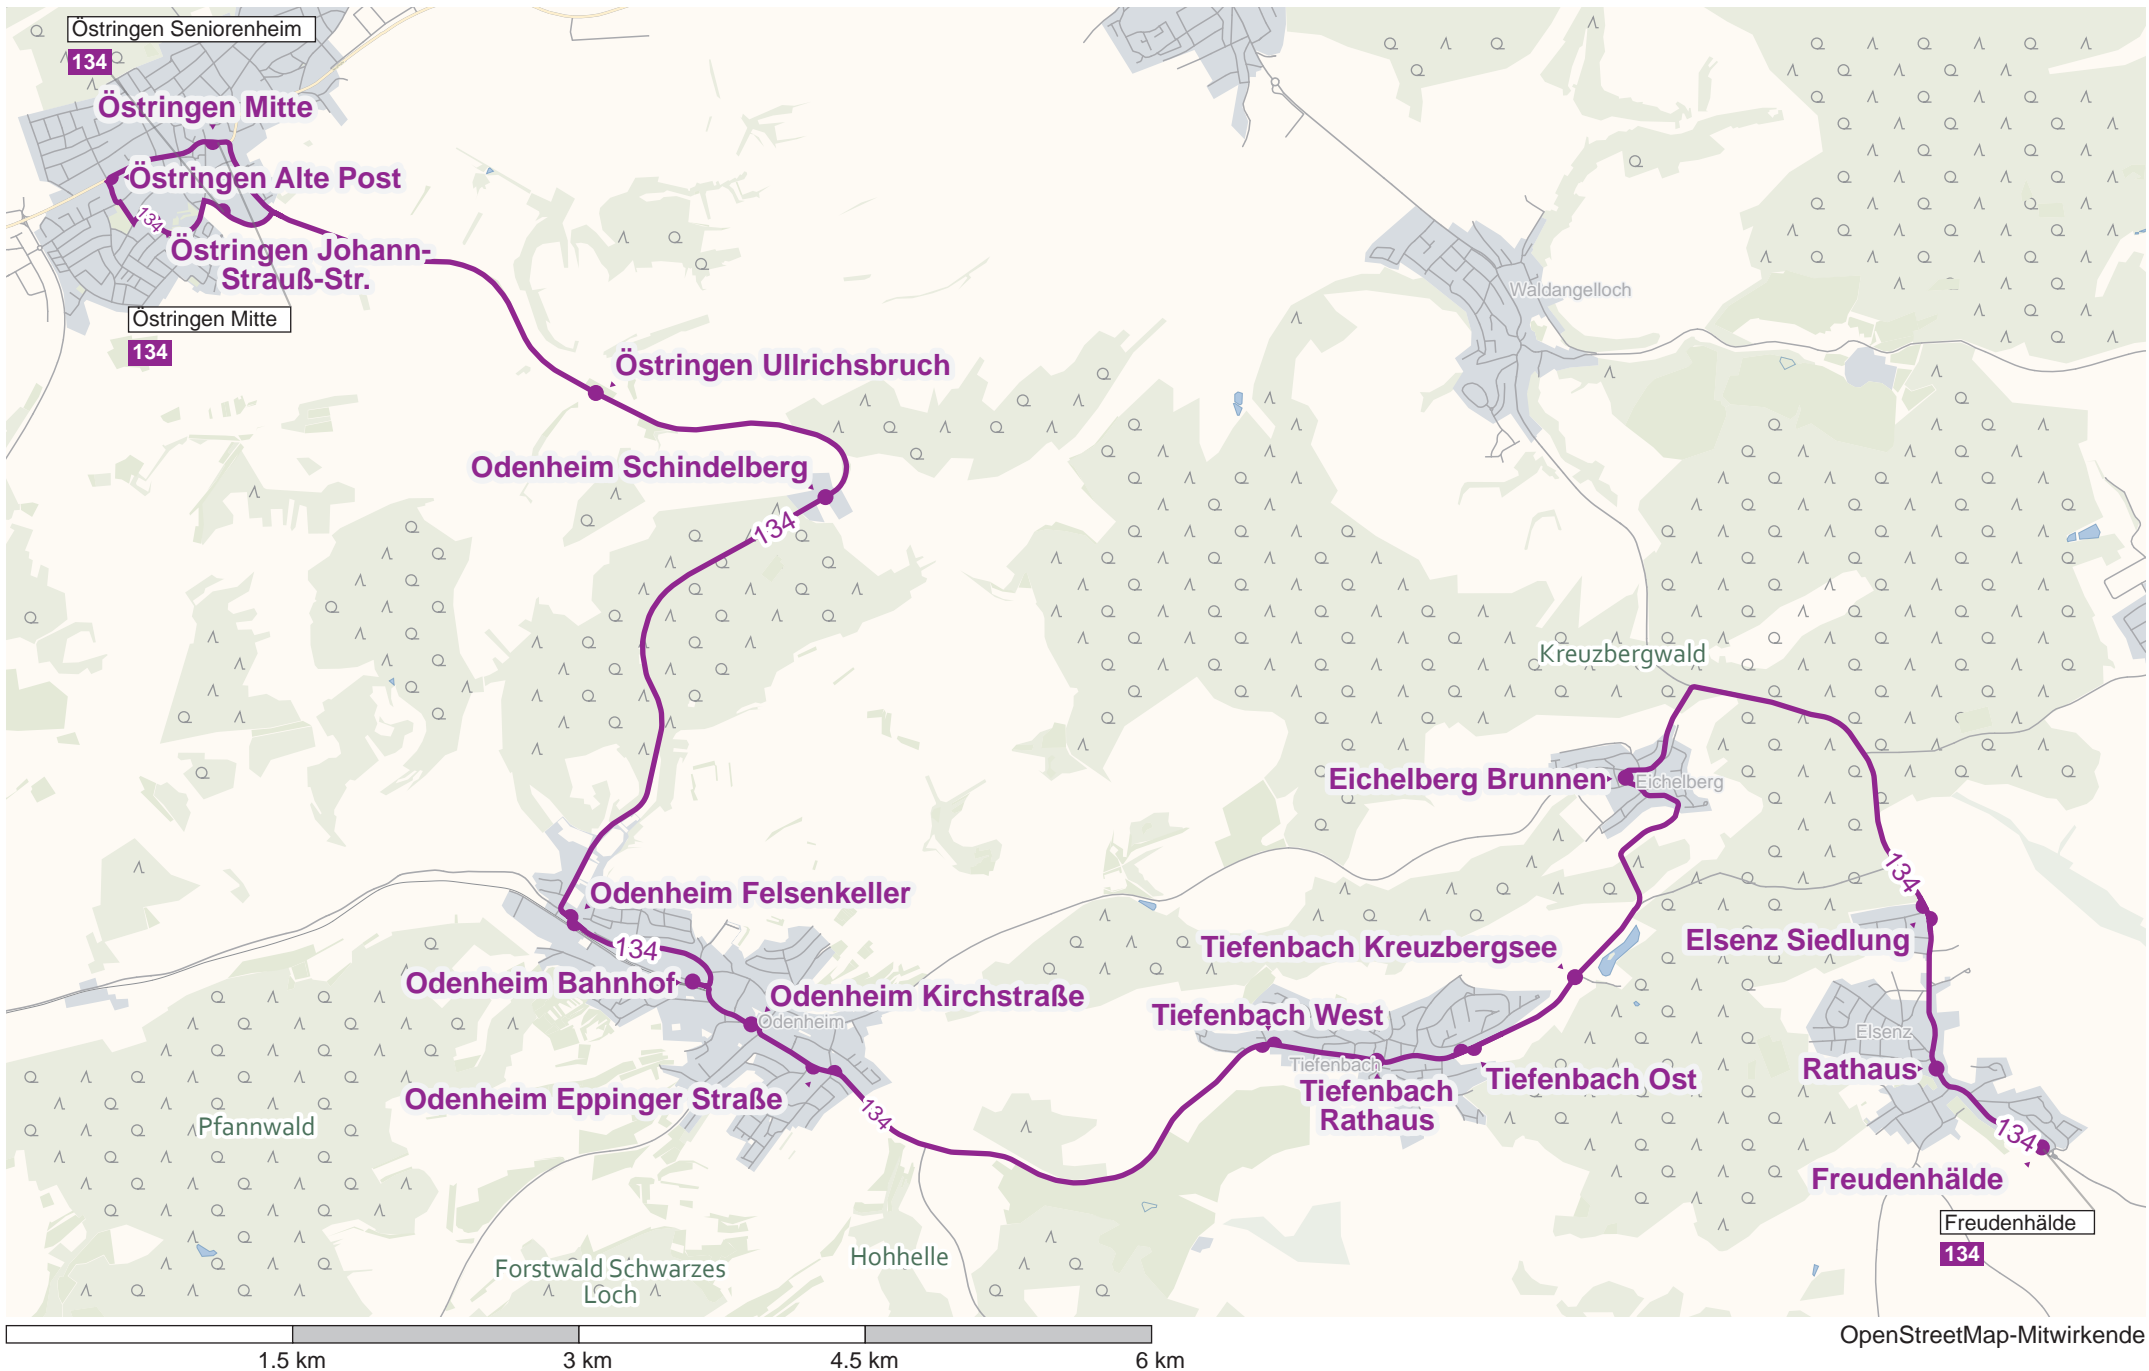 Östringen Seniorenheim
134
Östringen Mitte
Östringen Alte Post
134
Östringen Johann-
Strauß-Str.
Östringen Mitte
134
Waldangelloch
Östringen Ullrichsbruch
Odenheim Schindelberg
134
Kreuzbergwald
Eichelberg Brunnen
Eichelberg
134
Odenheim Felsenkeller
134
Tiefenbach Kreuzbergsee
Elsenz Siedlung
Odenheim Bahnhof
Odenheim Kirchstraße
Odenheim
Tiefenbach West
Elsenz
Tiefenbach
Rathaus
Odenheim Eppinger Straße
Tiefenbach
Rathaus
Tiefenbach Ost
134
Pfannwald
134
Freudenhälde
Freudenhälde
134
Hohhelle
Forstwald Schwarzes
Loch
OpenStreetMap-Mitwirkende
1.5 km
3 km
4.5 km
6 km